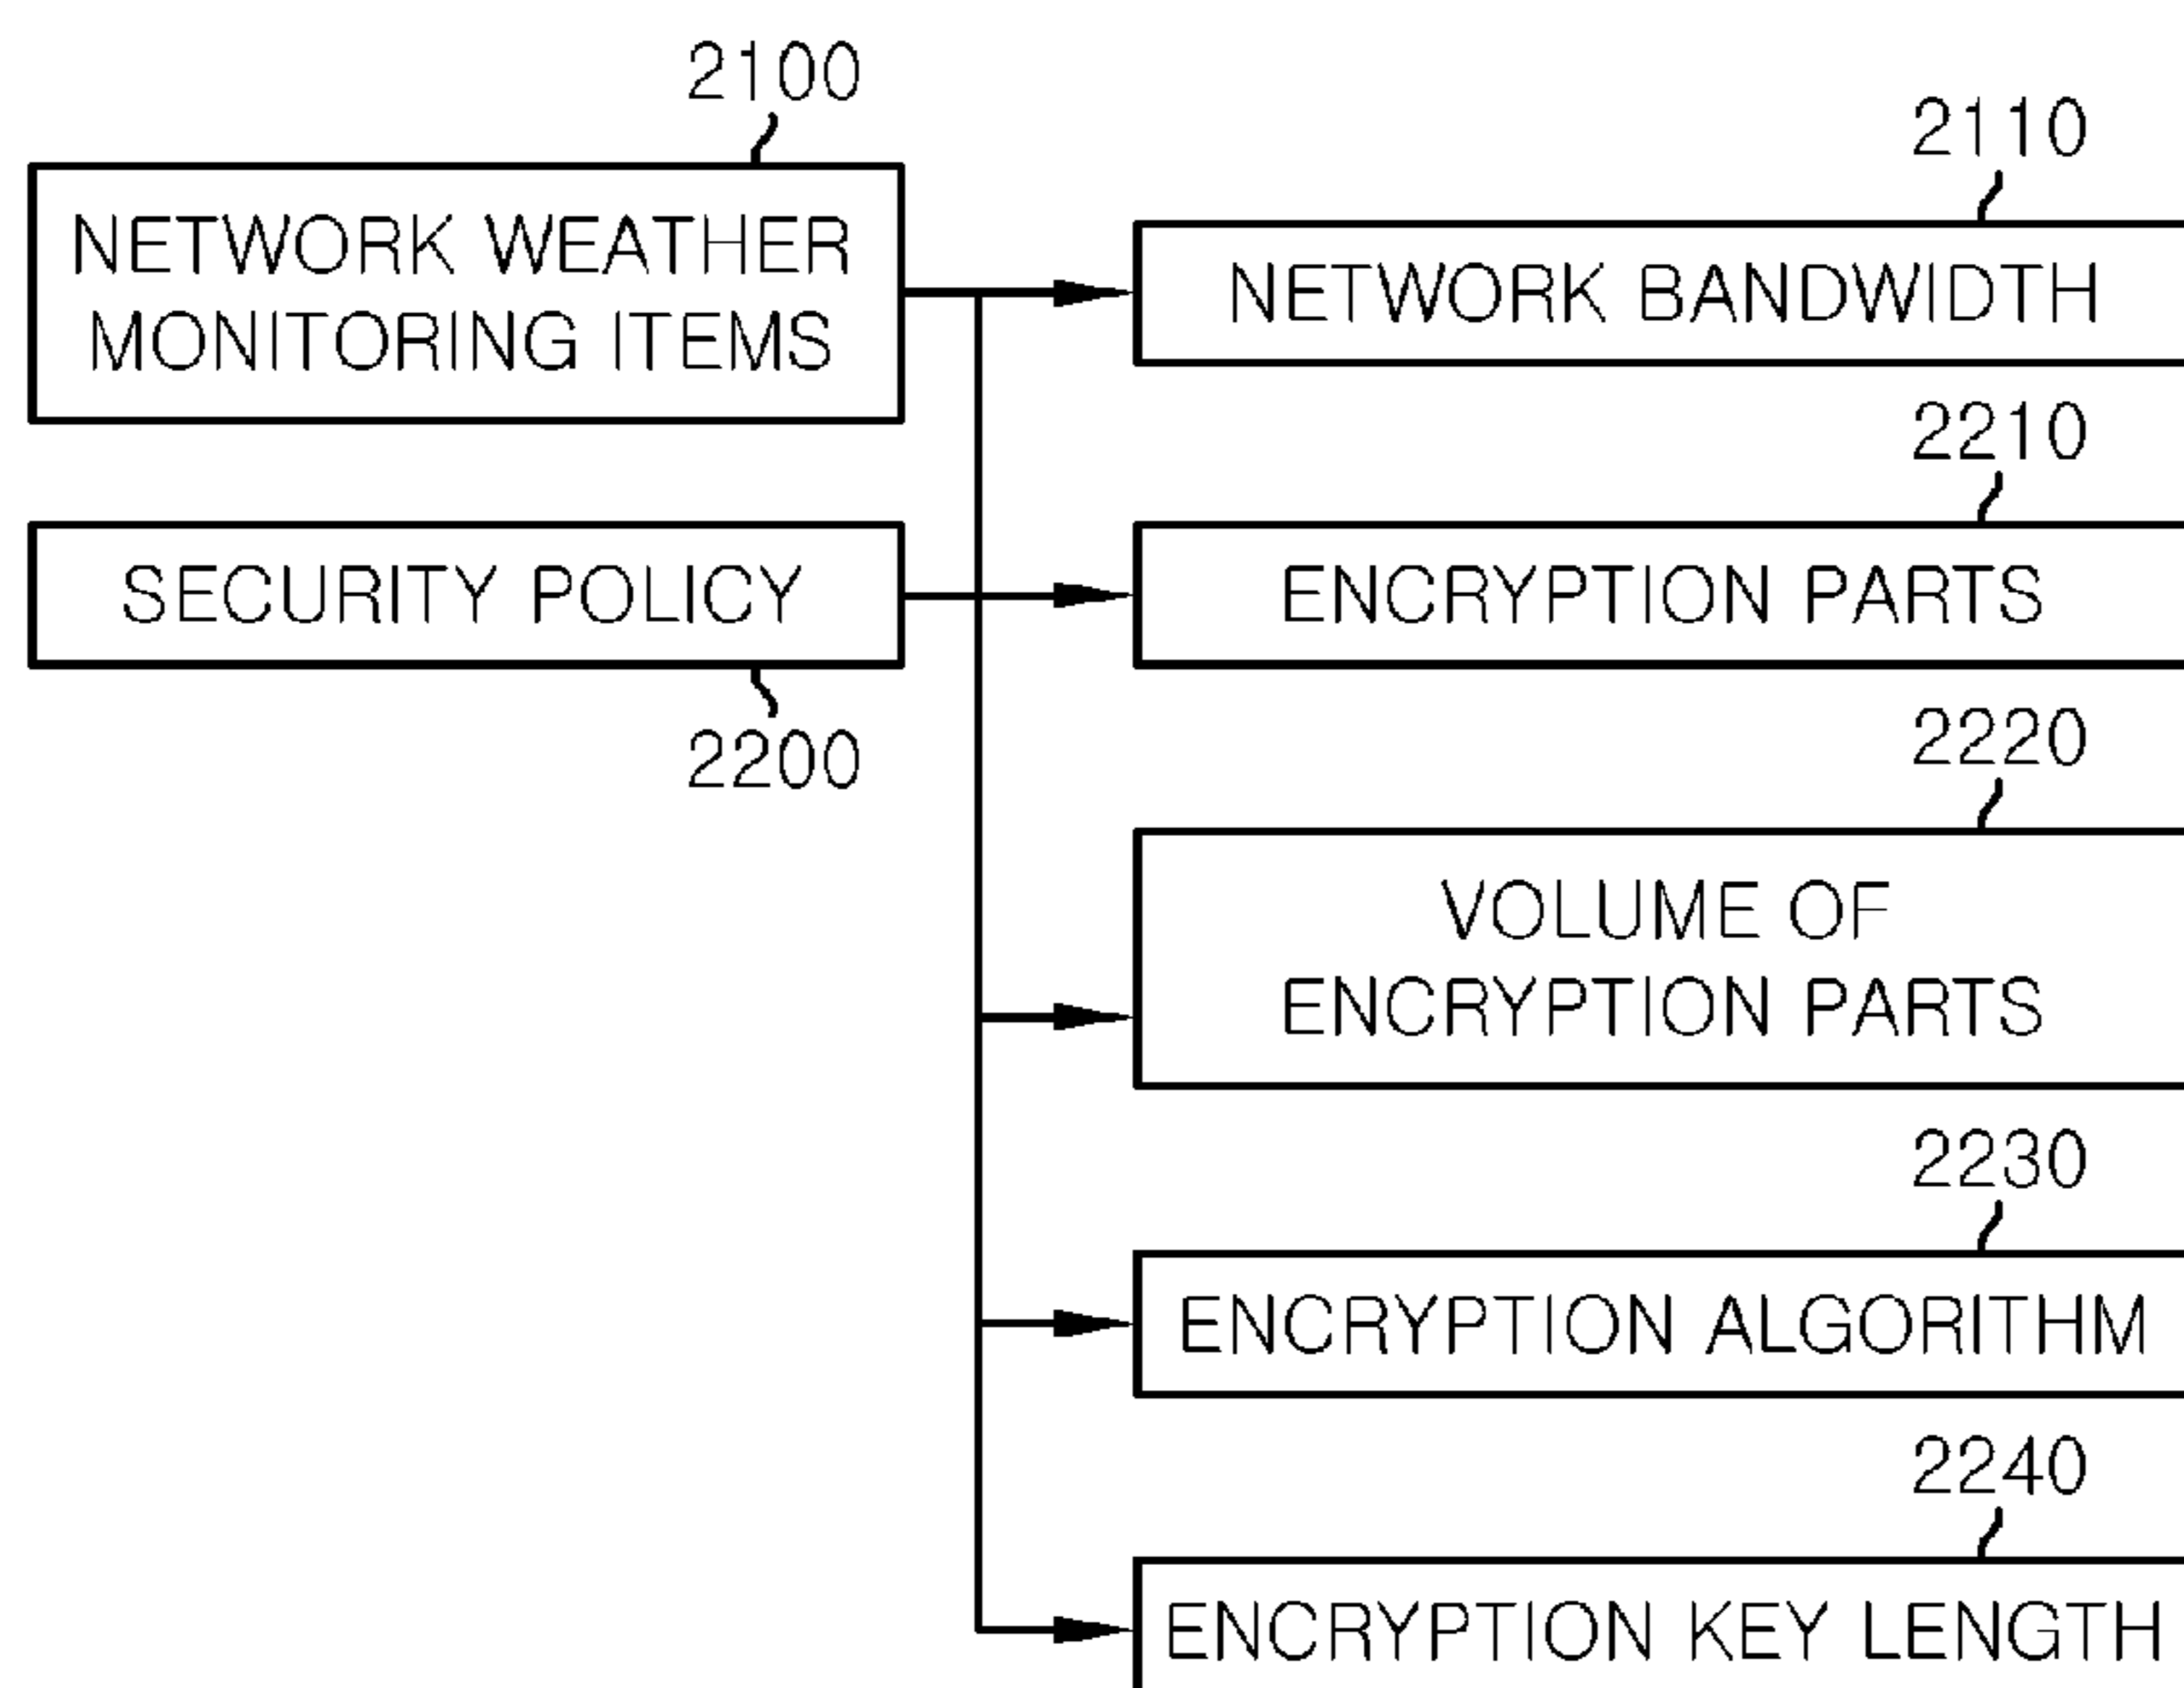 2100
NETWORK WEATHER
MONITORING ITEMS
SECURITY POLICY
2200
2110
NETWORK BANDWIDTH
2210
ENCRYPTION PARTS
2220
VOLUME OF
ENCRYPTION PARTS
2230
ENCRYPTION ALGORITHM
2240
ENCRYPTION KEY LENGTH